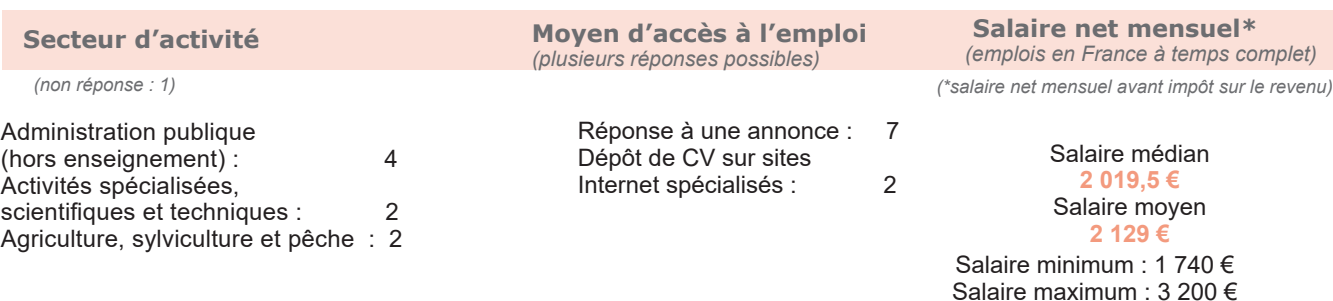 Secteur d’activité
(non réponse : 1)
Administration publique
(hors enseignement) : 4
Activités spécialisées,
scientifiques et techniques : 2
Agriculture, sylviculture et pêche : 2
Moyen d’accès à l’emploi
(plusieurs réponses possibles)
Réponse à une annonce : 7
Dépôt de CV sur sites
Internet spécialisés : 2
Salaire net mensuel*
(emplois en France à temps complet)
(*salaire net mensuel avant impôt sur le revenu)
Salaire médian
2 019,5 €
Salaire moyen
2 129 €
Salaire minimum : 1 740 €
Salaire maximum : 3 200 €